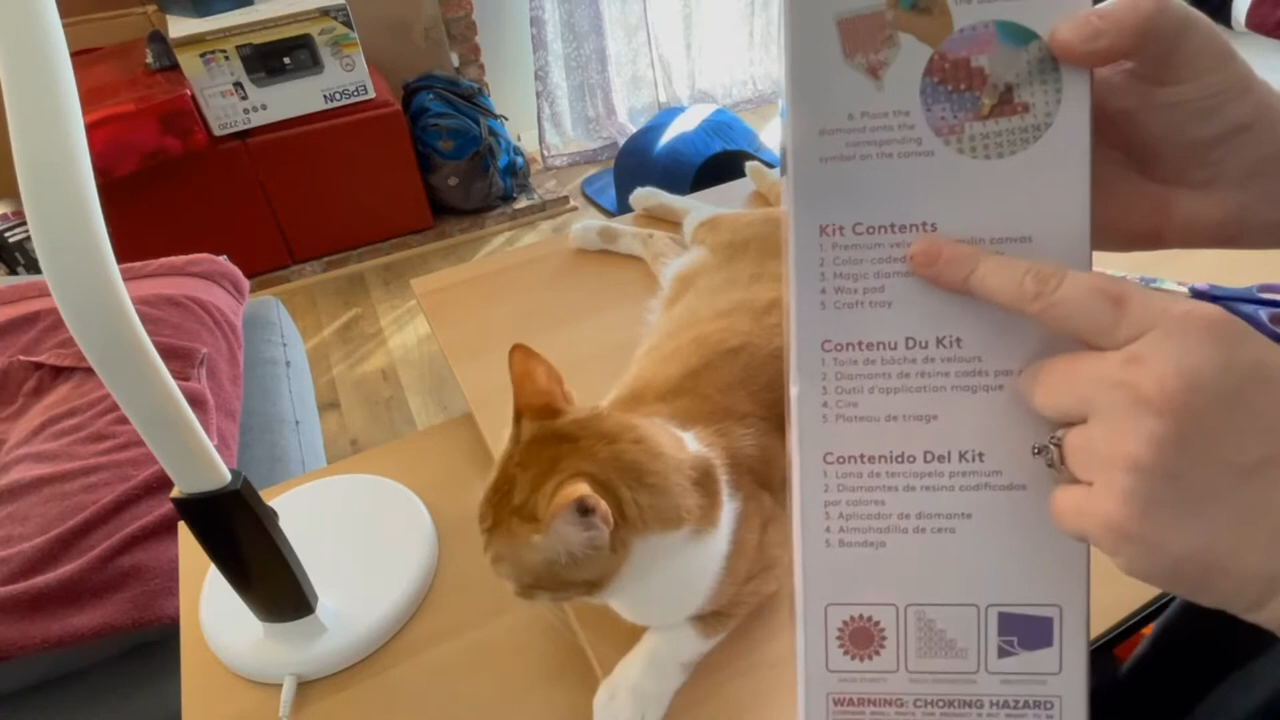 EPSON
ET-2720
6. Place the
diamond onto the
corresponding
symbol on the canvas
Kit Contents
1. Premium canvas
2. Color-coded
3. Magic
4. Wax pad
5. Craft tray
Contenu Du Kit
1. Toile de bâche de velours
2. Diamants de résine codés par
3. Outil d'application magique
4. Cire
5. Plateau de triage
Contenido Del Kit
1. Lona de terciopelo premium
2. Diamantes de resina codificados
por colores
3. Aplicador de diamante
4. Almohadilla de cera
5. Bandeja
WARNING: CHOKING HAZARD